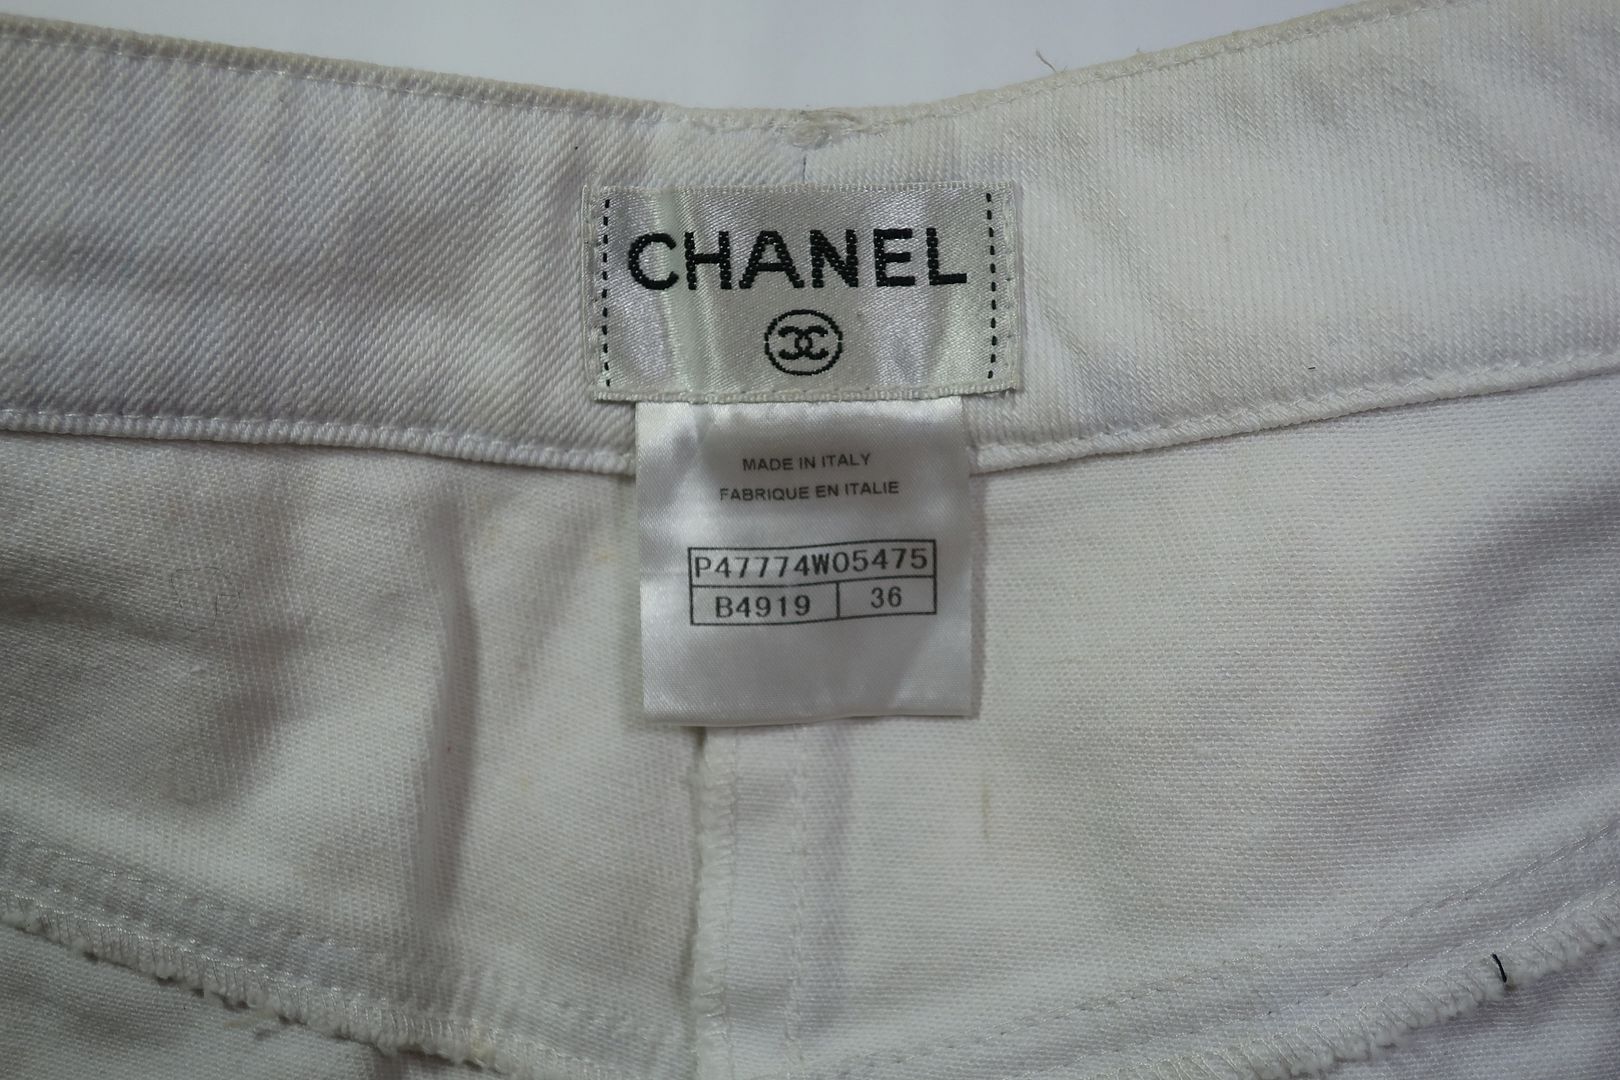 CHANEL
MADE IN ITALY
FABRIQUE EN ITALIE
P47774W05475
B4919 36